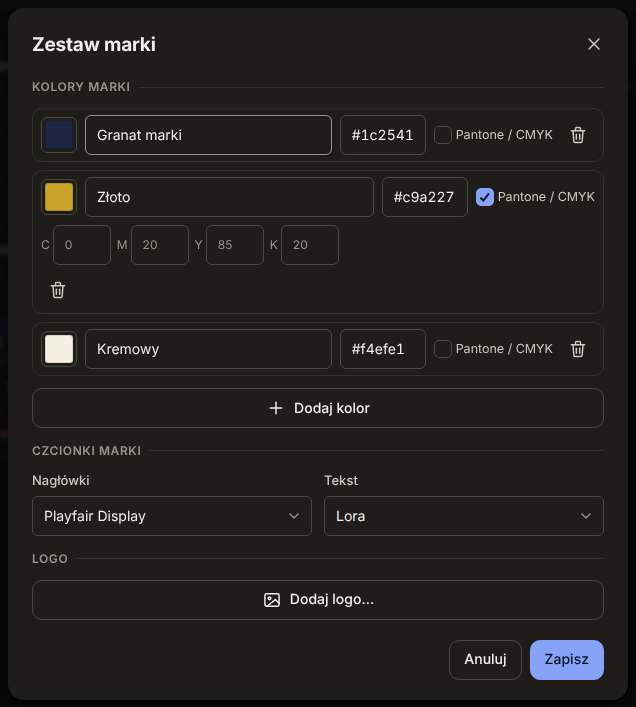 Zestaw marki
KOLORY MARKI
Granat marki #1c2541 Pantone / CMYK
Złoto #c9a227 Pantone / CMYK
C 0 M 20 Y 85 K 20
Kremowy #f4efe1 Pantone / CMYK
Dodaj kolor
CZCIONKI MARKI
Nagłówki Tekst
Playfair Display Lora
LOGO
Dodaj logo...
Anuluj Zapisz